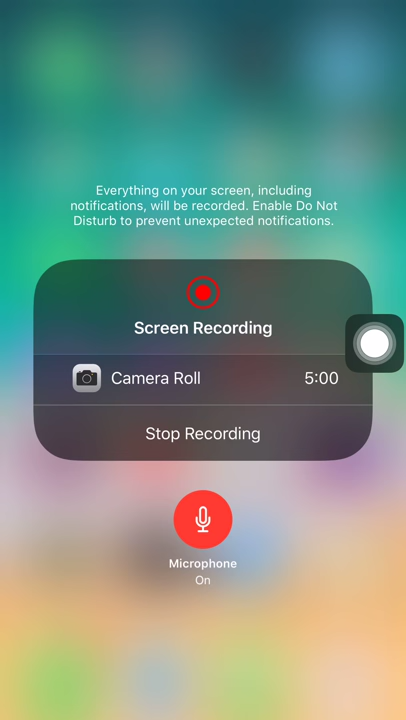 Everything on your screen, including
notifications, will be recorded. Enable Do Not
Disturb to prevent unexpected notifications.
Screen Recording
Camera Roll 5:00
Stop Recording
Microphone
On